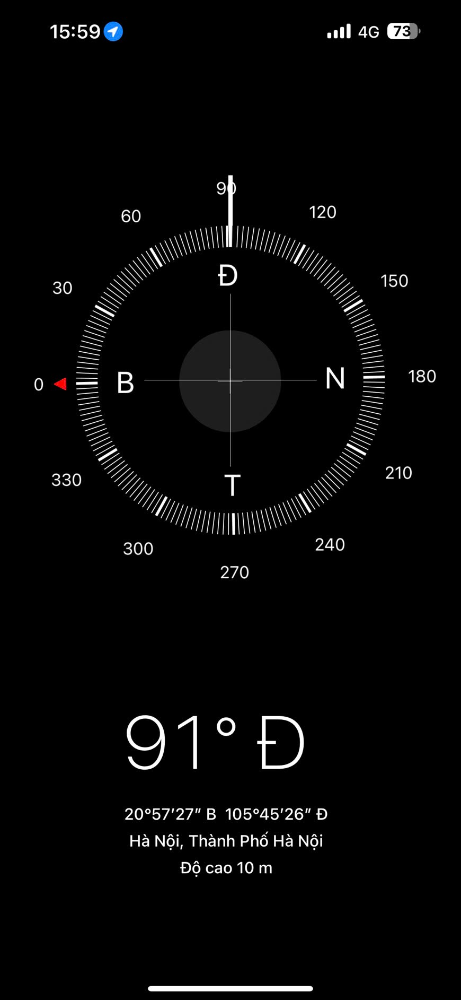 15:59 4G 73
90
60 120
30 150
Đ
0 B N 180
T
330 210
300 240
270
91° Đ
20°57’27” B 105°45’26” Đ
Hà Nội, Thành Phố Hà Nội
Độ cao 10 m